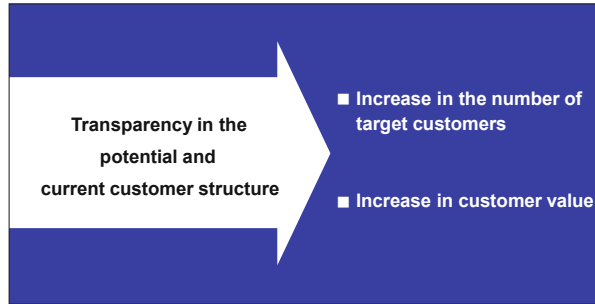 Transparency in the
potential and
current customer structure
■ Increase in the number of
target customers
■ Increase in customer value